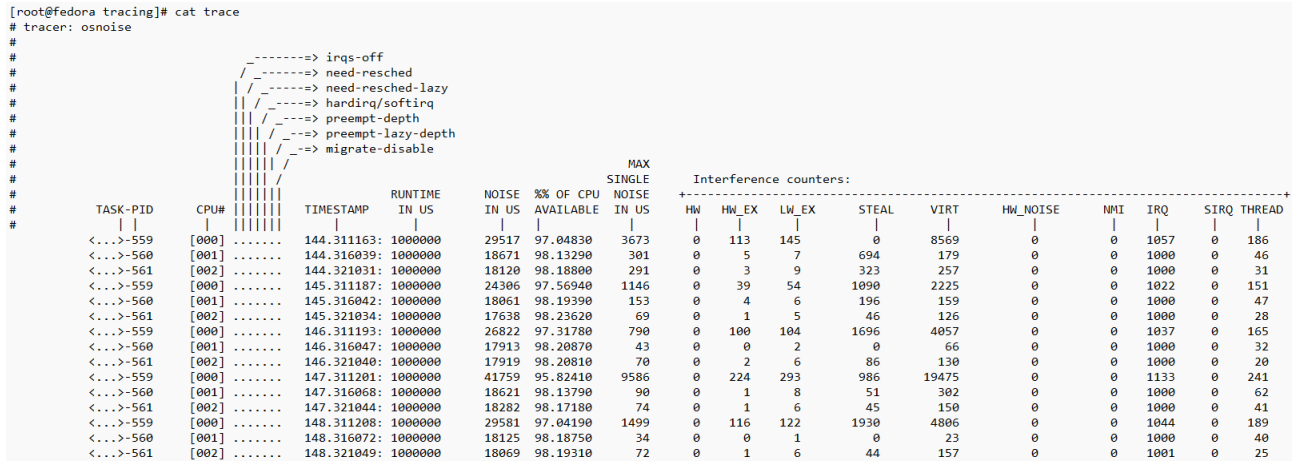 [root@fedora tracing]# cat trace
# tracer: osnoise
#
#                                _-------=> irqs-off
#                               / _------=> need-resched
#                              | / _-----=> need-resched-lazy
#                              || / _----=> hardirq/softirq
#                              ||| / _---=> preempt-depth
#                              |||| / _--=> preempt-lazy-depth
#                              ||||| / _-=> migrate-disable
#                              |||||| /                                          MAX
#                              ||||| /                                         SINGLE      Interference counters:
#                              |||||||               RUNTIME      NOISE  %% OF CPU  NOISE    +-----------------------------------------------------------------------------+
#           TASK-PID      CPU# |||||||   TIMESTAMP    IN US       IN US  AVAILABLE  IN US     HW   HW_EX   LW_EX      STEAL     VIRT      HW_NOISE       NMI   IRQ     SIRQ THREAD
#              | |         |   |||||||      |           |             |    |            |      |      |       |          |        |           |           |     |        |     |
<...>-559     [000] .......   144.311163: 1000000      29517  97.04830    3673      0     113     145         0      8569         0          0    1057      0    186
<...>-560     [001] .......   144.316039: 1000000      18671  98.13290     301      0       5       7       694       179         0          0    1000      0     46
<...>-561     [002] .......   144.321031: 1000000      18120  98.18800     291      0       3       9       323       257         0          0    1000      0     31
<...>-559     [000] .......   145.311187: 1000000      24306  97.56940    1146      0      39      54      1090      2225         0          0    1022      0    151
<...>-560     [001] .......   145.316042: 1000000      18061  98.19390     153      0       4       6       196       159         0          0    1000      0     47
<...>-561     [002] .......   145.321034: 1000000      17638  98.23620      69      0       1       5        46       126         0          0    1000      0     28
<...>-559     [000] .......   146.311193: 1000000      26822  97.31780     790      0     100     104      1696      4057         0          0    1037      0    165
<...>-560     [001] .......   146.316047: 1000000      17913  98.20870      43      0       0       2         0        66         0          0    1000      0     32
<...>-561     [002] .......   146.321040: 1000000      17919  98.20810      70      0       2       6        86       130         0          0    1000      0     20
<...>-559     [000] .......   147.311201: 1000000      41759  95.82410    9586      0     224     293       986     19475         0          0    1133      0    241
<...>-560     [001] .......   147.316068: 1000000      18621  98.13790      90      0       1       8        51       302         0          0    1000      0     62
<...>-561     [002] .......   147.321044: 1000000      18282  98.17180      74      0       1       6        45       150         0          0    1000      0     41
<...>-559     [000] .......   148.311208: 1000000      29581  97.04190    1499      0     116     122      1930      4806         0          0    1044      0    189
<...>-560     [001] .......   148.316072: 1000000      18125  98.18750      34      0       0       1         0        23         0          0    1000      0     40
<...>-561     [002] .......   148.321049: 1000000      18069  98.19310      72      0       1       6        44       157         0          0    1001      0     25